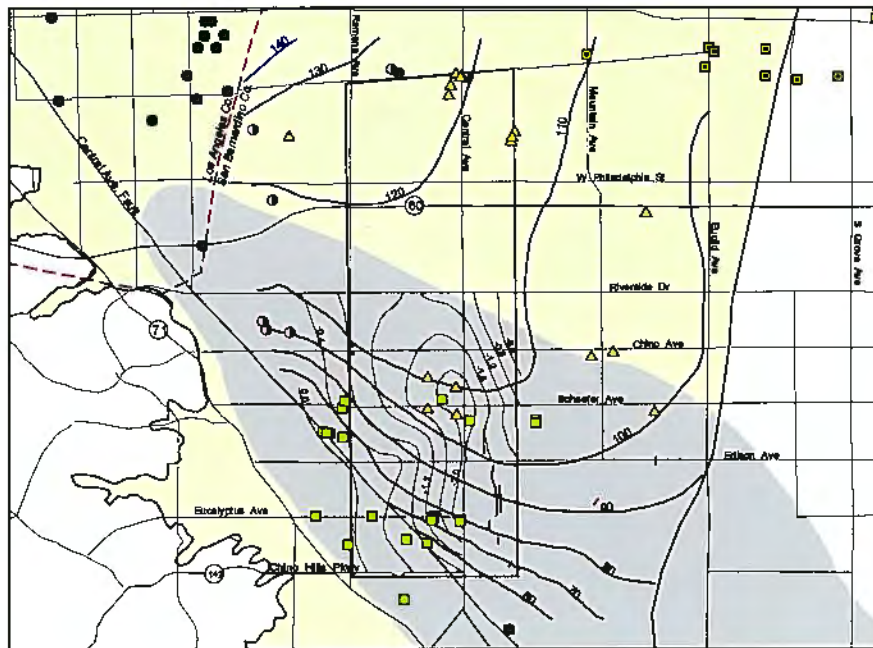 Ramona Ave
140
130
Los Angeles Co.
San Bernardino Co.
Central Ave. Fault
Central Ave
110
Mountain Ave
W Philadelphia St
120
60
Euclid Ave
S. Grove Ave
Riverside Dr
71
Chino Ave
Schaefer Ave
100
Edison Ave
90
Eucalyptus Ave
Chino Hills Pkwy
142
80
70
60